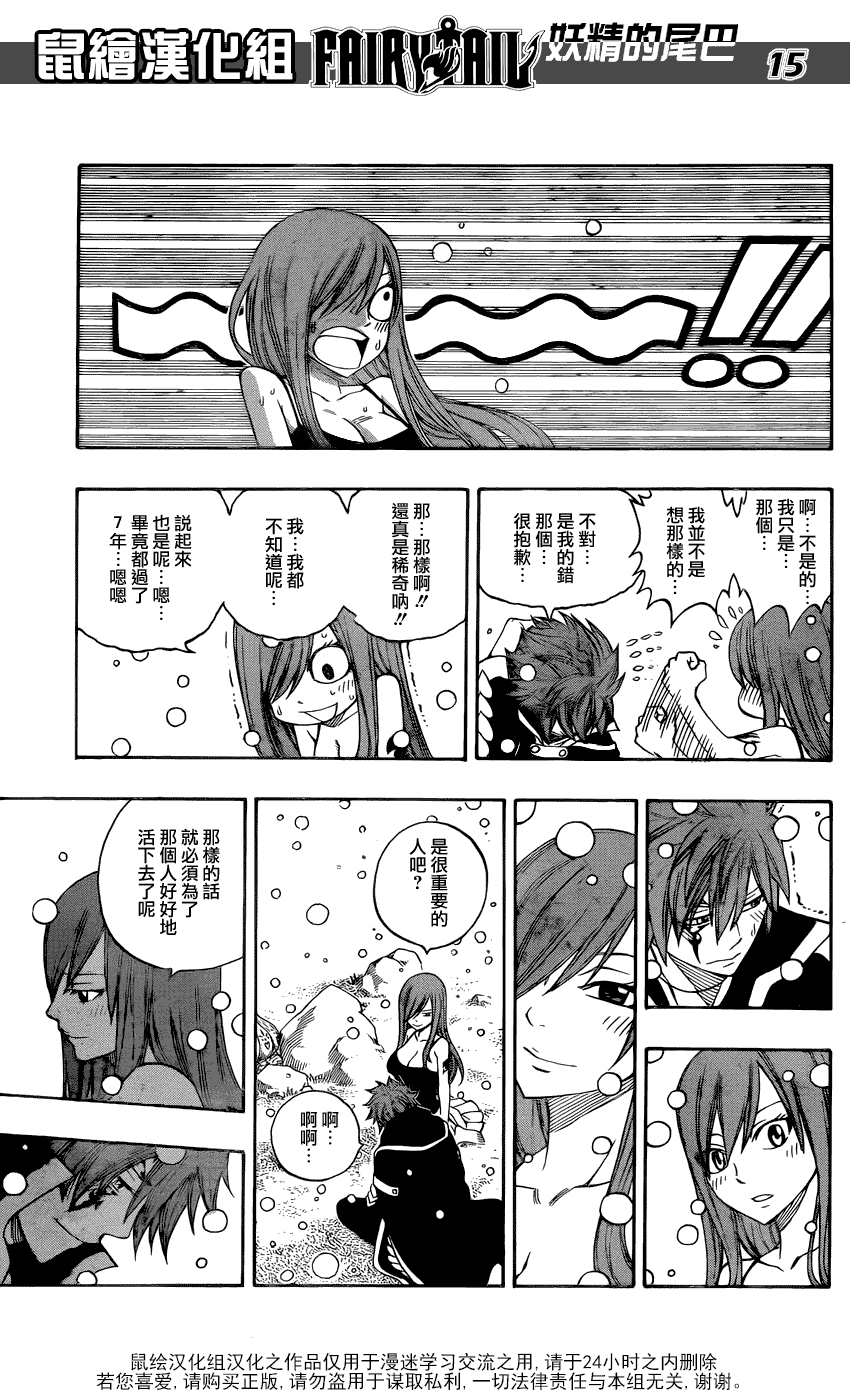 鼠繪漢化組
FAIRY TAIL
妖精的尾巴
15
!!
啊…不是的…
我只是…
那個…
我並不是
想那樣的…
不對…
是我的錯
那個…
很抱歉…
那…那樣啊!!
還真是稀奇吶!!
我…我都
不知道呢…
説起來
也是呢…嗯…
畢竟都過了
7年…嗯嗯
是很重要的
人吧?
啊…
啊啊…
那樣的話
就必須為了
那個人好好地
活下去了呢
鼠绘汉化组汉化之作品仅用于漫迷学习交流之用,请于24小时之内删除
若您喜爱,请购买正版,请勿盗用于谋取私利,一切法律责任与本组无关,谢谢。